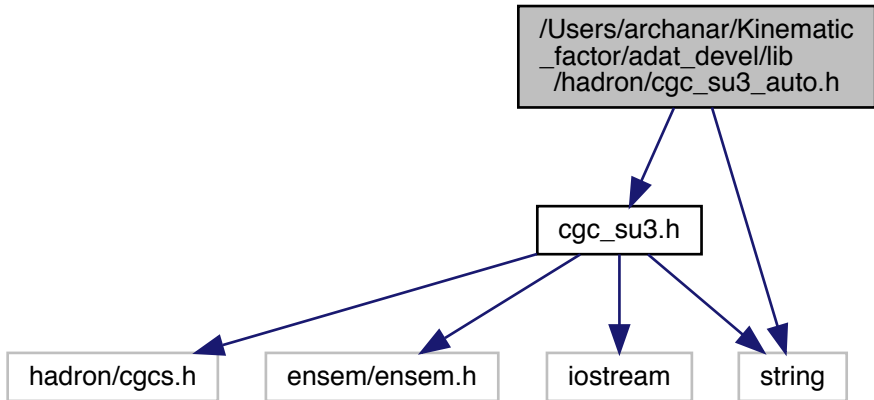 /Users/archanar/Kinematic
_factor/adat_devel/lib
/hadron/cgc_su3_auto.h
cgc_su3.h
hadron/cgcs.h
ensem/ensem.h
iostream
string